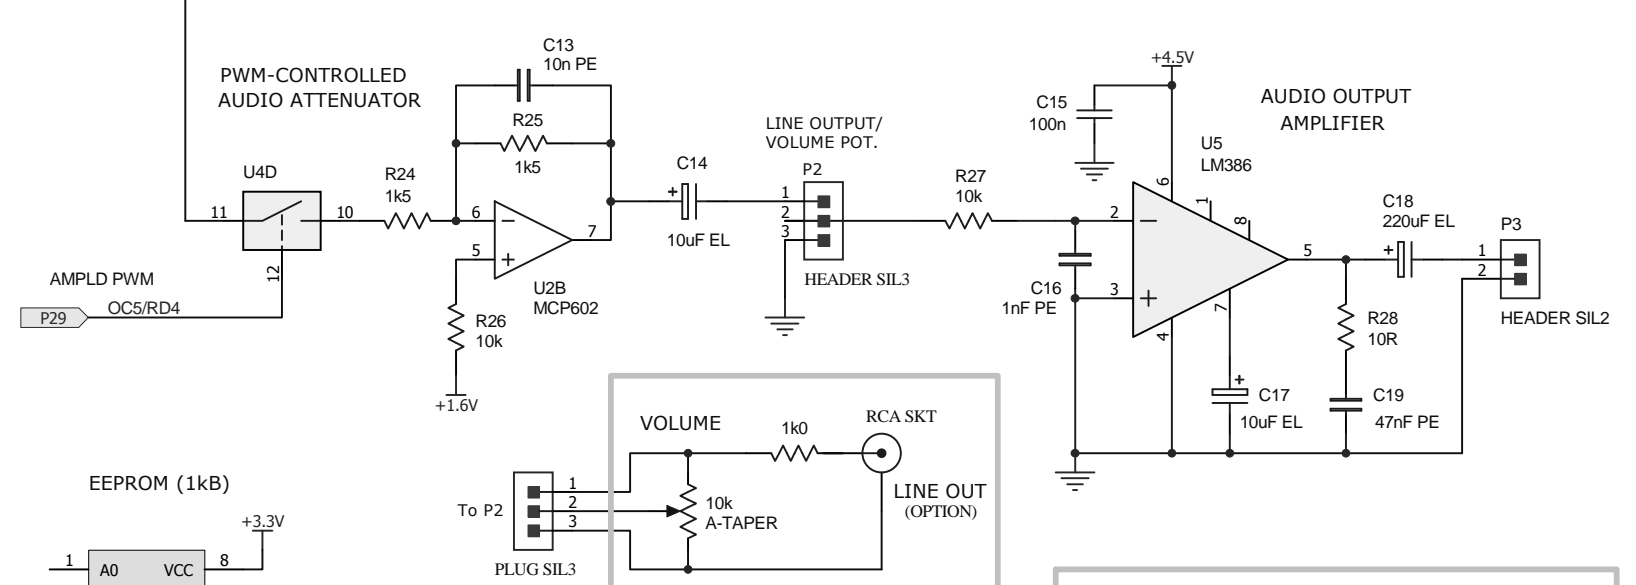 C13
10n PE
PWM-CONTROLLED
AUDIO ATTENUATOR
R25
1k5
U4D
11
10
12
R24
1k5
6
5
7
U2B
MCP602
AMPLD PWM
P29
OC5/RD4
R26
10k
+1.6V
C14
+
10uF EL
LINE OUTPUT/
VOLUME POT.
P2
1
2
3
HEADER SIL3
R27
10k
C15
100n
+4.5V
AUDIO OUTPUT
AMPLIFIER
U5
LM386
6
1
8
2
3
5
4
7
C16
1nF PE
C18
220uF EL
+
P3
1
2
HEADER SIL2
R28
10R
+
C17
10uF EL
C19
47nF PE
VOLUME
1k0
RCA SKT
LINE OUT
(OPTION)
To P2
1
2
3
10k
A-TAPER
PLUG SIL3
EEPROM (1kB)
+3.3V
1
A0
VCC
8